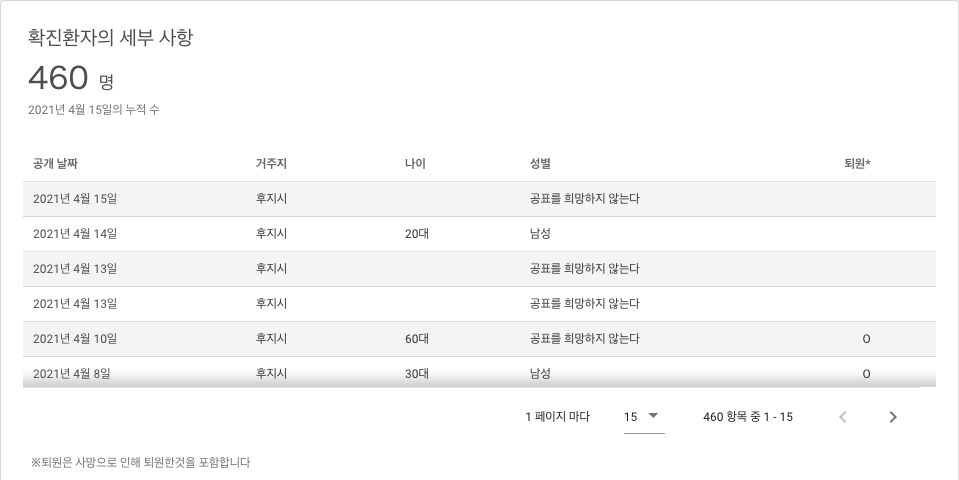 확진환자의 세부 사항
460 명
2021년 4월 15일의 누적 수
공개 날짜 거주지 나이 성별 퇴원*
2021년 4월 15일 후지시 공표를 희망하지 않는다
2021년 4월 14일 후지시 20대 남성
2021년 4월 13일 후지시 공표를 희망하지 않는다
2021년 4월 13일 후지시 공표를 희망하지 않는다
2021년 4월 10일 후지시 60대 공표를 희망하지 않는다 O
2021년 4월 8일 후지시 30대 남성 O
1 페이지 마다 15 460 항목 중 1 - 15
※퇴원은 사망으로 인해 퇴원한것을 포함합니다